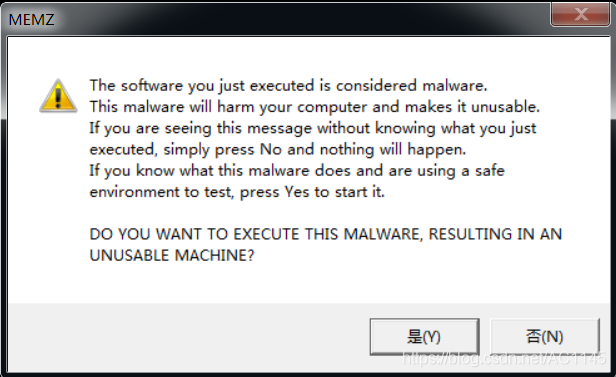 MEMZ
The software you just executed is considered malware.
This malware will harm your computer and makes it unusable.
If you are seeing this message without knowing what you just
executed, simply press No and nothing will happen.
If you know what this malware does and are using a safe
environment to test, press Yes to start it.
DO YOU WANT TO EXECUTE THIS MALWARE, RESULTING IN AN
UNUSABLE MACHINE?
是(Y)
否(N)
https://blog.csdn.net/AC1145